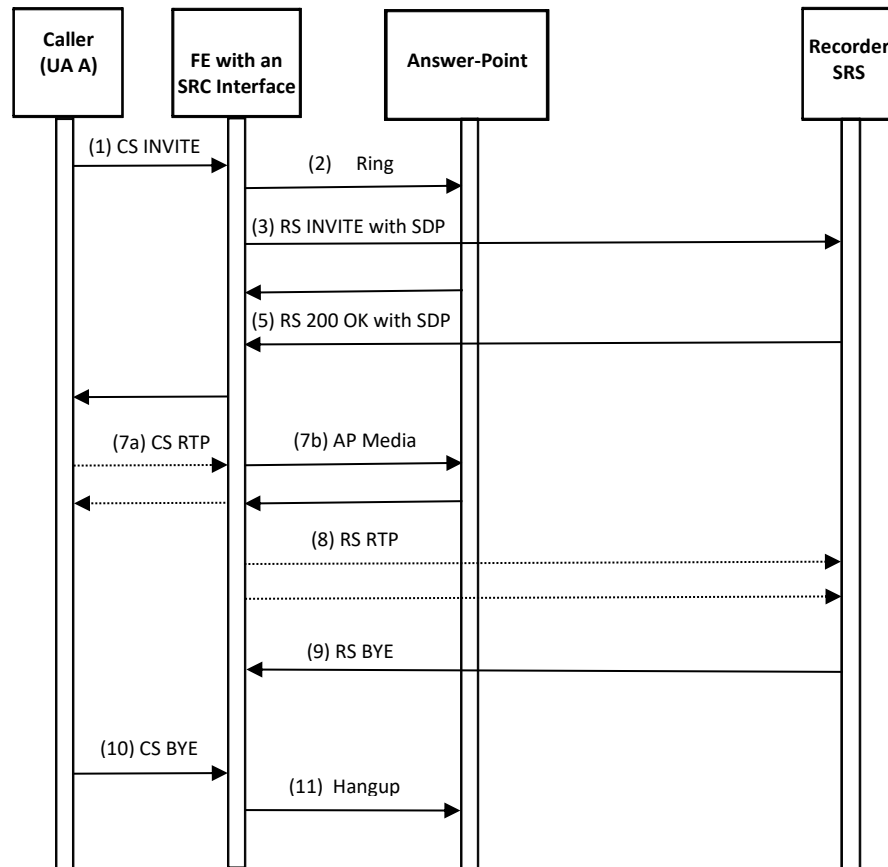 Caller
(UA A)
FE with an
SRC Interface
Answer-Point
Recorder
SRS
(1) CS INVITE
(2) Ring
(3) RS INVITE with SDP
(5) RS 200 OK with SDP
(7a) CS RTP
(7b) AP Media
(8) RS RTP
(9) RS BYE
(10) CS BYE
(11) Hangup